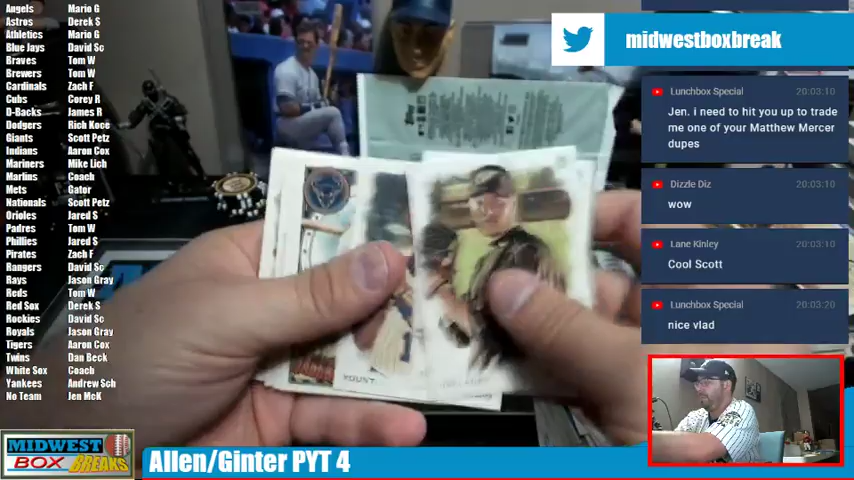 Angels Mario G
Astros Derek S
Athletics Mario G
Blue Jays David Sc
Braves Tom W
Brewers Tom W
Cardinals Zach F
Cubs Corey R
D-Backs James R
Dodgers Rich Koce
Giants Scott Petz
Indians Aaron Cox
Mariners Mike Lich
Marlins Coach
Mets Gator
Nationals Scott Petz
Orioles Jared S
Padres Tom W
Phillies Jared S
Pirates Zach F
Rangers David Sc
Rays Jason Gray
Reds Tom W
Red Sox Derek S
Rockies David Sc
Royals Jason Gray
Tigers Aaron Cox
Twins Dan Beck
White Sox Coach
Yankees Andrew Sch
No Team Jen McK
YOUNT
midwestboxbreak
Lunchbox Special 20:03:10
Jen. i need to hit you up to trade
me one of your Matthew Mercer
dupes
Dizzle Diz 20:03:10
wow
Lane Kinley 20:03:10
Cool Scott
Lunchbox Special 20:03:20
nice vlad
MIDWEST
BOX BREAKS
Allen/Ginter PYT 4